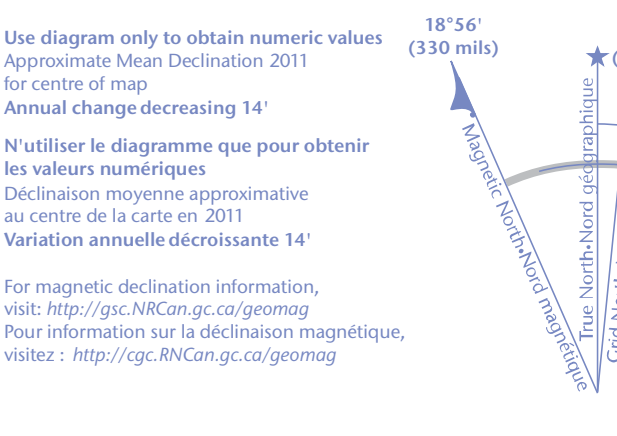 Use diagram only to obtain numeric values
Approximate Mean Declination 2011
for centre of map
Annual change decreasing 14'
N'utiliser le diagramme que pour obtenir
les valeurs numériques
Déclinaison moyenne approximative
au centre de la carte en 2011
Variation annuelle décroissante 14'
For magnetic declination information,
visit: http://gsc.NRCan.gc.ca/geomag
Pour information sur la déclinaison magnétique,
visitez : http://cgc.RNCan.gc.ca/geomag
18°56'
(330 mils)
Magnetic North•Nord magnétique
True North•Nord géographique
Grid North